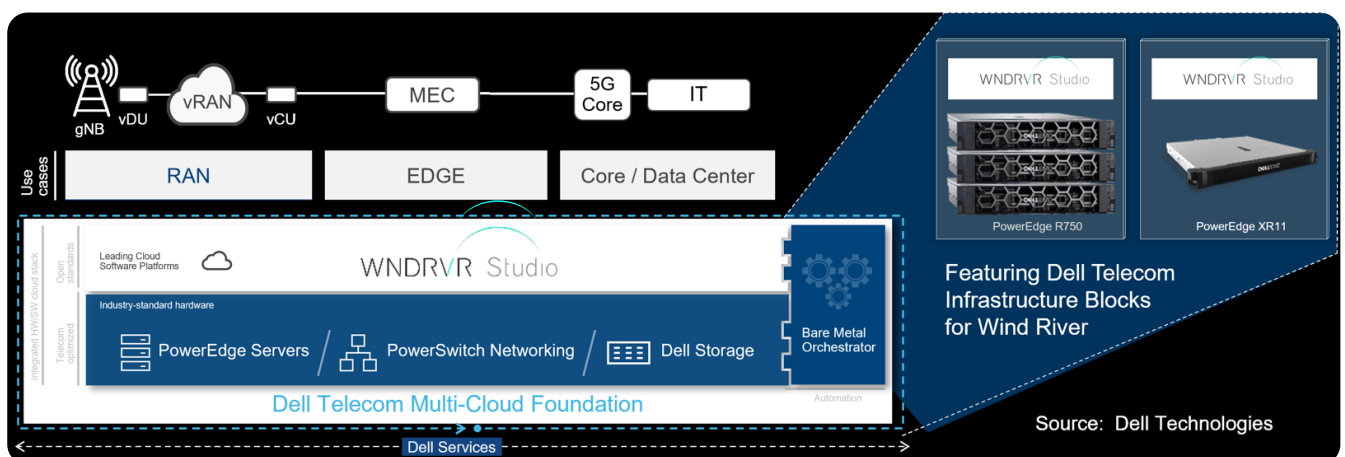 gNB
vDU
vRAN
vCU
MEC
5G
Core
IT
Use
cases
RAN
EDGE
Core / Data Center
Integrated HW/SW cloud stack
Open
standards
Telecom
optimized
Leading Cloud
Software Platforms
WNDRVR Studio
Industry-standard hardware
PowerEdge Servers
PowerSwitch Networking
Dell Storage
Bare Metal
Orchestrator
Automation
Dell Telecom Multi-Cloud Foundation
Dell Services
WNDRVR Studio
PowerEdge R750
WNDRVR Studio
PowerEdge XR11
Featuring Dell Telecom
Infrastructure Blocks
for Wind River
Source: Dell Technologies